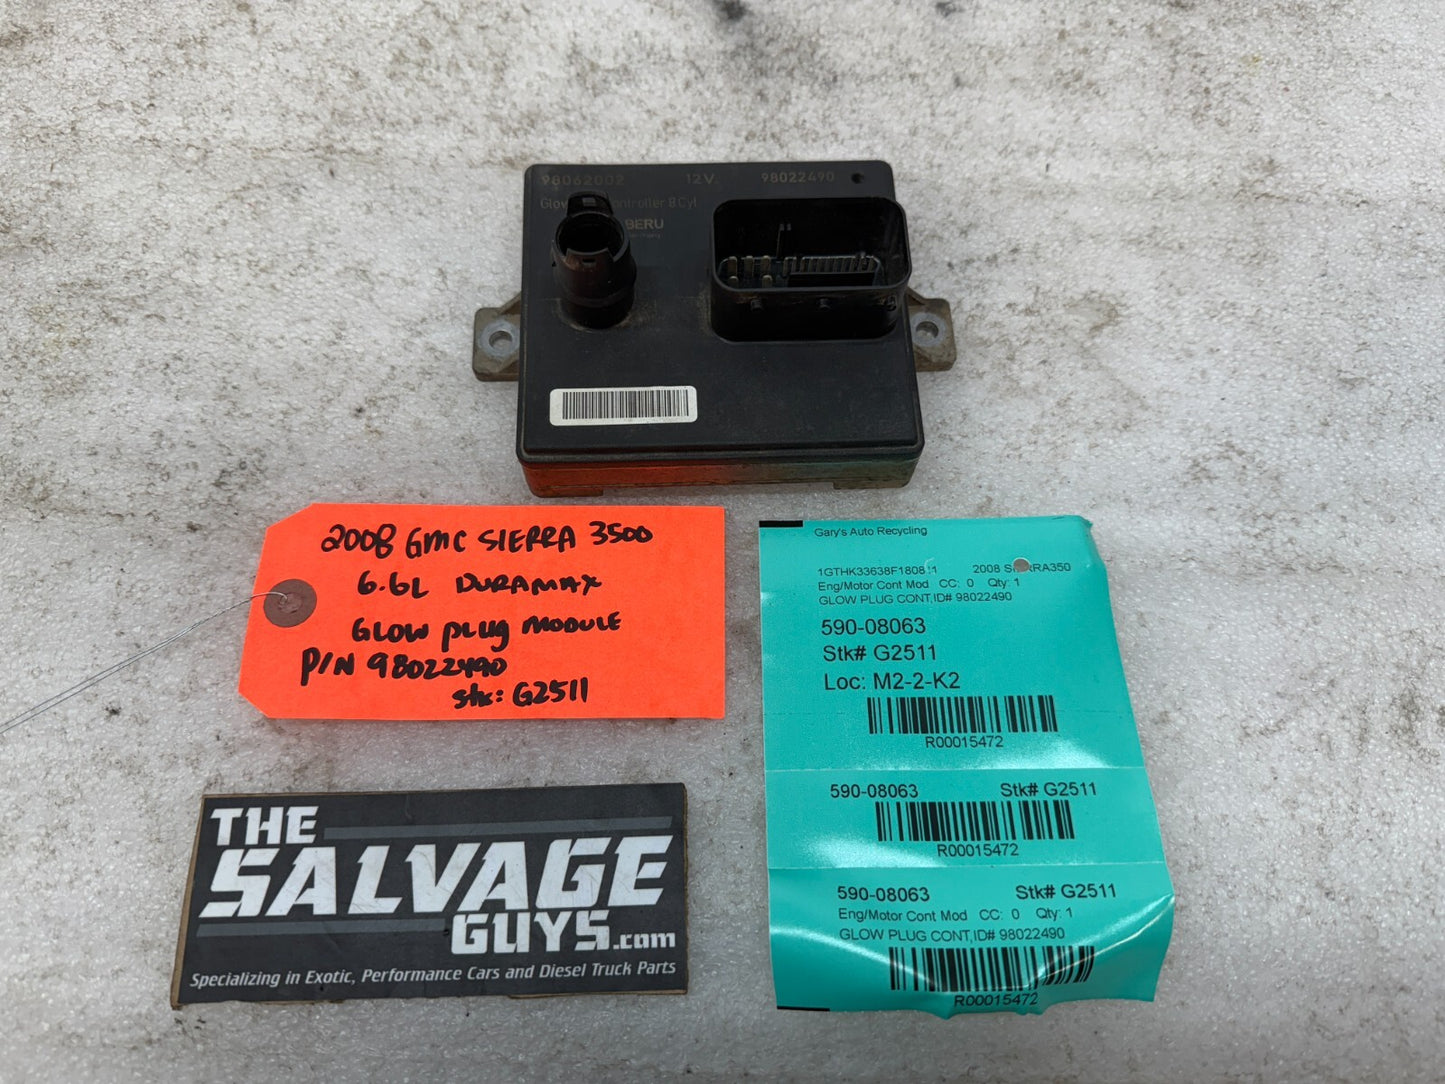 98062002 12V. 98022490
Controller 8 Cyl
BERU
2008 GMC SIERRA 3500
6.6L DURAMAX
GLOW PLUG MODULE
P/N 98022490
Stk: G2511
THE
SALVAGE
GUYS.com
Specializing in Exotic, Performance Cars and Diesel Truck Parts
Gary's Auto Recycling
2008 SIERRA350
Eng/Motor Cont Mod CC: 0 Qty: 1
GLOW PLUG CONT,ID# 98022490
590-08063
Stk# G2511
Loc: M2-2-K2
R00015472
590-08063 Stk# G2511
R00015472
590-08063 Stk# G2511
Eng/Motor Cont Mod CC: 0 Qty: 1
GLOW PLUG CONT,ID# 98022490
R00015472